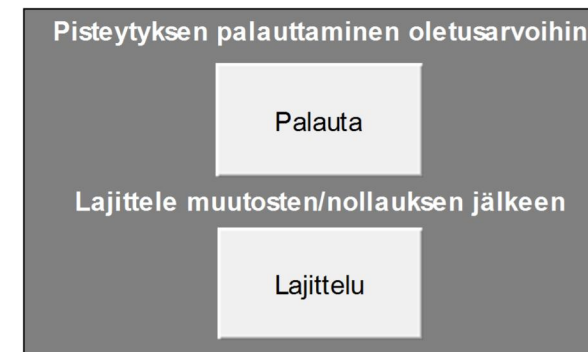 Pisteytyksen palauttaminen oletusarvoihin
Palauta
Lajittele muutosten/nollauksen jälkeen
Lajittelu